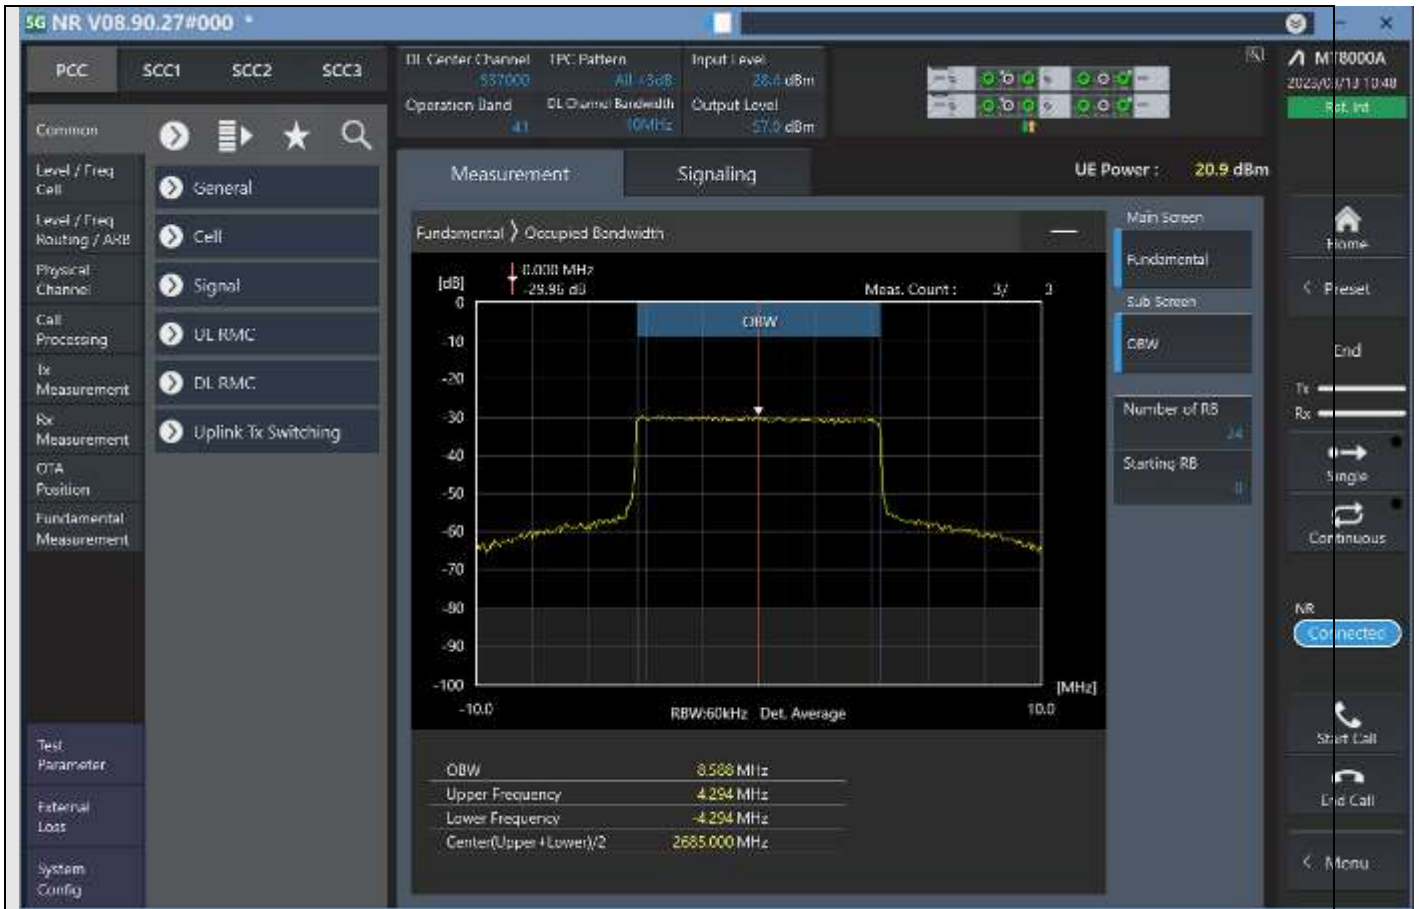 5G NR V08.90.27#000 *
PCC SCC1 SCC2 SCC3
DL Center Channel TPC Pattern Input Level
537000 All +3dB 28.4 dBm
Operation Band DL Channel Bandwidth Output Level
41 10MHz -57.0 dBm
MT8000A
Common
Level / Freq
Cell
Level / Freq
Routing / ARB
Physical
Channel
Call
Processing
Tx
Measurement
Rx
Measurement
OTA
Position
Fundamental
Measurement
Test
Parameter
External
Loss
System
Config
General
Cell
Signal
UL RMC
DL RMC
Uplink Tx Switching
Measurement Signaling
UE Power : 20.9 dBm
Fundamental Occupied Bandwidth
[dB]
0.000 MHz
-29.96 dB
Meas. Count : 3/ 3
OBW
0
-10
-20
-30
-40
-50
-60
-70
-80
-90
-100
[MHz]
-10.0 RBW:60kHz Det. Average 10.0
OBW 8.588 MHz
Upper Frequency 4.294 MHz
Lower Frequency -4.294 MHz
Center(Upper+Lower)/2 2685.000 MHz
Main Screen
Fundamental
Sub Screen
OBW
Number of RB
24
Starting RB
0
Home
Preset
End
Tx
Rx
Single
Continuous
NR
Connected
Start Call
End Call
Menu